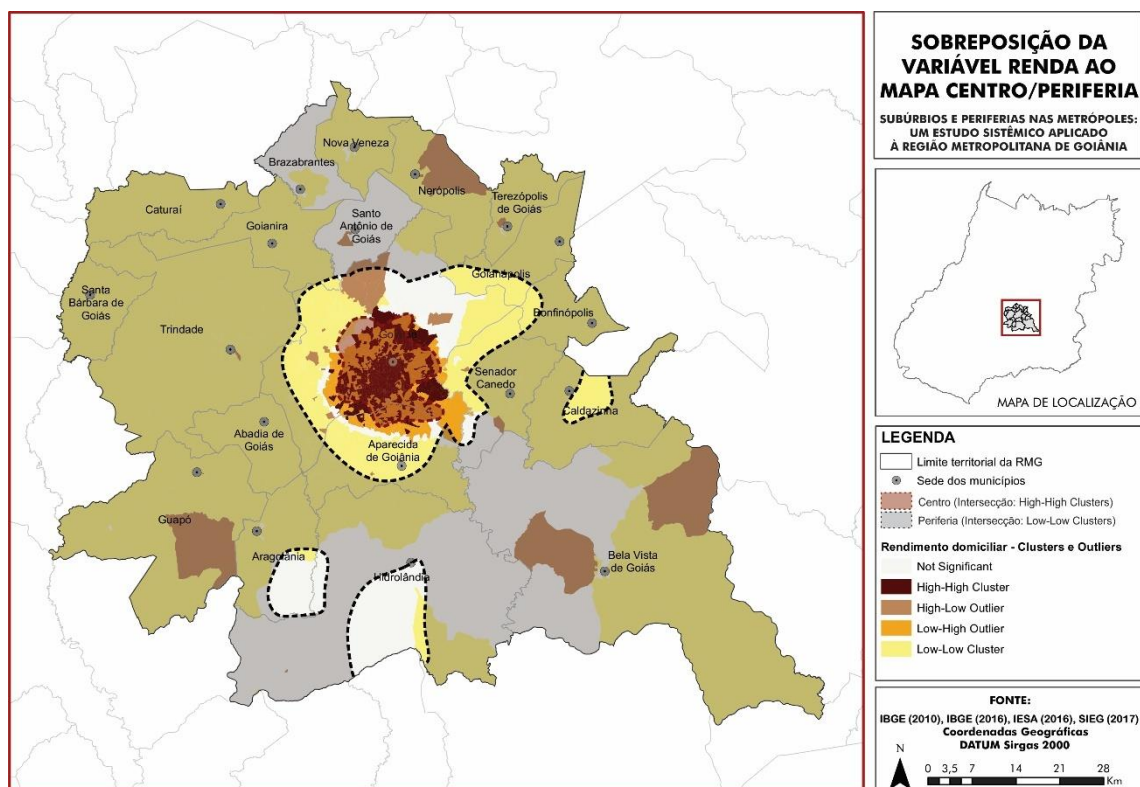 Nova Veneza
Brazabrantes
Nerópolis
Terezópolis
de Goiás
Caturaí
Santo
Antônio de
Goiás
Goianira
Goianápolis
Santa
Bárbara de
Goiás
Trindade
Bonfinópolis
Senador
Canedo
Caldazinha
Abadia de
Goiás
Aparecida
de Goiânia
Guapó
Aragoiânia
Hidrolândia
Bela Vista
de Goiás
SOBREPOSIÇÃO DA
VARIÁVEL RENDA AO
MAPA CENTRO/PERIFERIA
SUBÚRBIOS E PERIFERIAS NAS METRÓPOLES:
UM ESTUDO SISTÊMICO APLICADO
À REGIÃO METROPOLITANA DE GOIÂNIA
MAPA DE LOCALIZAÇÃO
LEGENDA
Limite territorial da RMG
Sede dos municípios
Centro (Intersecção: High-High Clusters)
Periferia (Intersecção: Low-Low Clusters)
Rendimento domiciliar - Clusters e Outliers
Not Significant
High-High Cluster
High-Low Outlier
Low-High Outlier
Low-Low Cluster
FONTE:
IBGE (2010), IBGE (2016), IESA (2016), SIEG (2017)
Coordenadas Geográficas
DATUM Sirgas 2000
N
0 3,5 7 14 21 28
Km